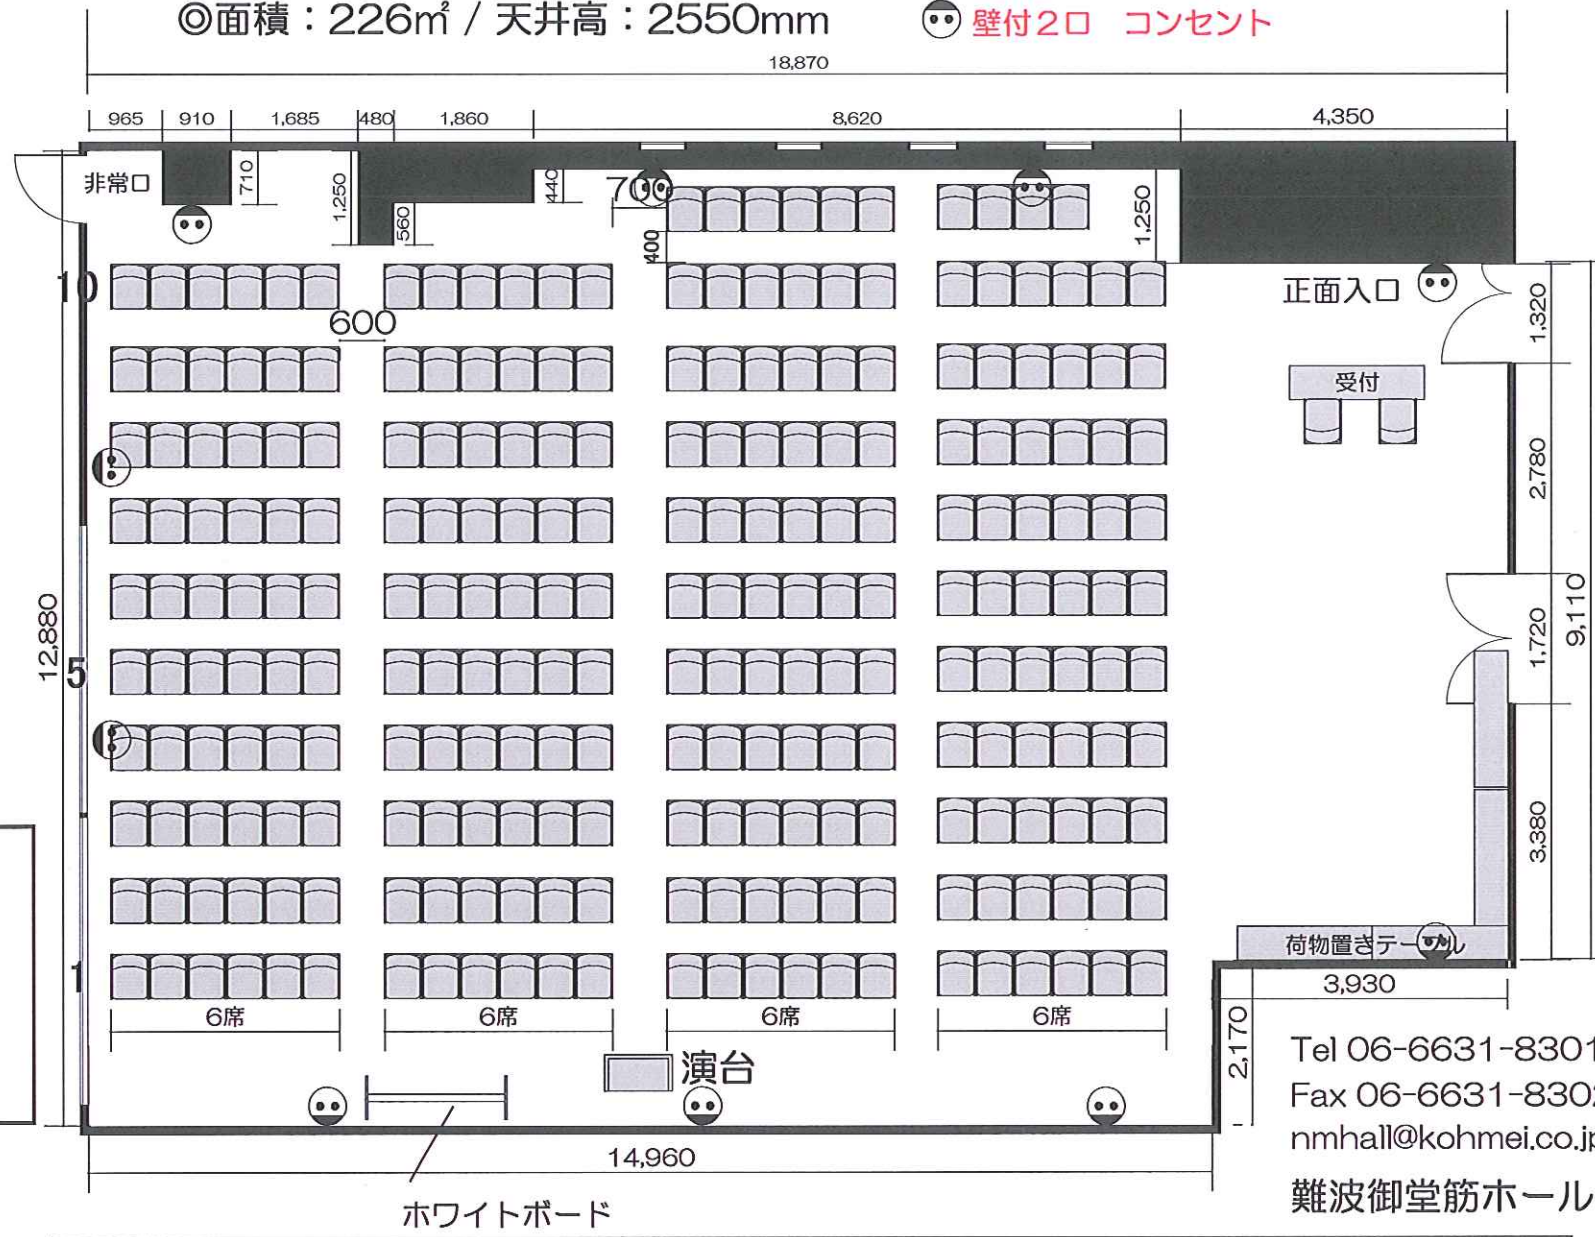 ◎面積：226㎡ / 天井高：2550mm
壁付2口 コンセント
18,870
965 910 1,685 480 1,860 8,620 4,350
非常口
710
1,250
560
440
700
400
1,250
10
600
正面入口
1,320
受付
2,780
12,880
5
1,720
9,110
3,380
荷物置きテーブル
1
6席 6席 6席 6席
3,930
2,170
演台
14,960
ホワイトボード
Tel 06-6631-8301
Fax 06-6631-830
nmhall@kohmei.co.jp
難波御堂筋ホール